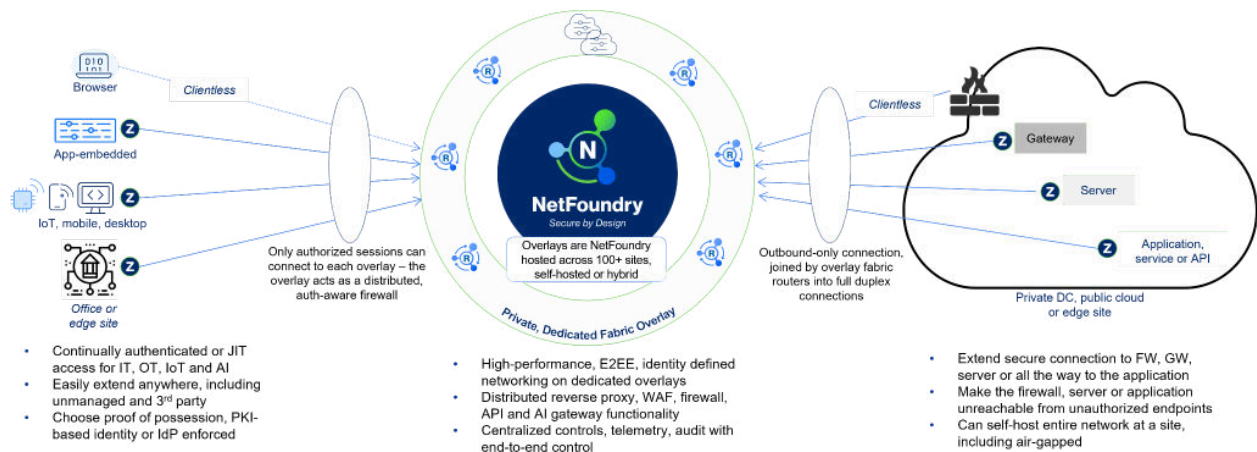 Browser
Clientless
Z
App-embedded
Z
IoT, mobile, desktop
Z
Office or
edge site
Only authorized sessions can
connect to each overlay – the
overlay acts as a distributed,
auth-aware firewall
R
R
R
R
R
R
N
NetFoundry
Secure by Design
Overlays are NetFoundry
hosted across 100+ sites,
self-hosted or hybrid
Private, Dedicated Fabric Overlay
Clientless
Outbound-only connection,
joined by overlay fabric
routers into full duplex
connections
Z
Gateway
Z
Server
Z
Application,
service or API
Private DC, public cloud
or edge site
• Continually authenticated or JIT
access for IT, OT, IoT and AI
• Easily extend anywhere, including
unmanaged and 3rd party
• Choose proof of possession, PKI-
based identity or IdP enforced
• High-performance, E2EE, identity defined
networking on dedicated overlays
• Distributed reverse proxy, WAF, firewall,
API and AI gateway functionality
• Centralized controls, telemetry, audit with
end-to-end control
• Extend secure connection to FW, GW,
server or all the way to the application
• Make the firewall, server or application
unreachable from unauthorized endpoints
• Can self-host entire network at a site,
including air-gapped